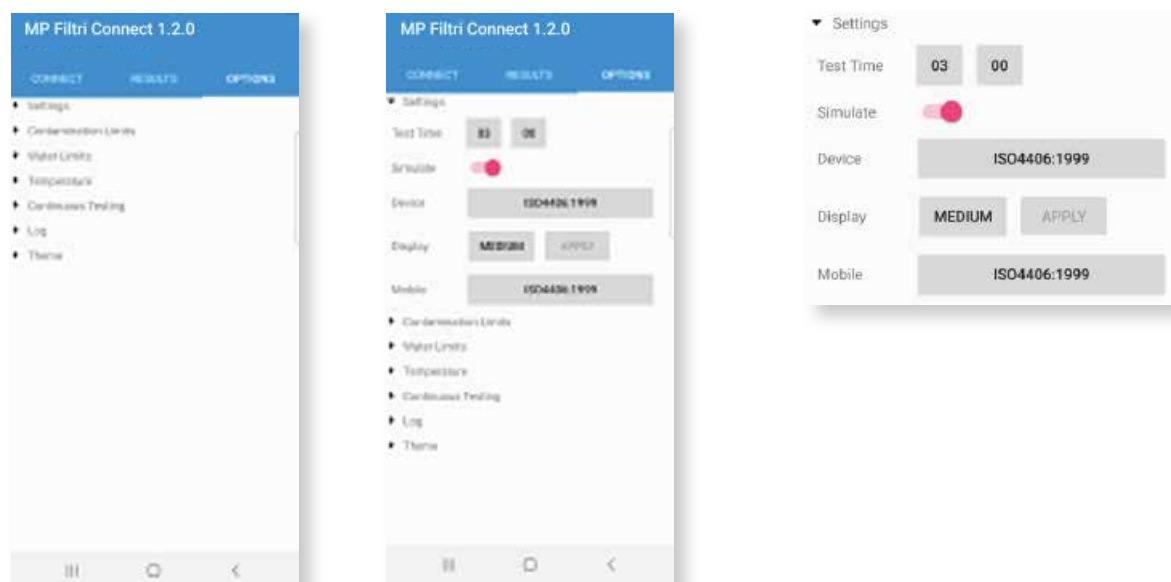 MP Filtri Connect 1.2.0
CONNECT RESULTS OPTIONS
Settings
Contamination Limits
Water Limits
Temperature
Continuous Testing
Log
Theme
MP Filtri Connect 1.2.0
CONNECT RESULTS OPTIONS
Settings
Test Time 03 00
Simulate
Device ISO4406:1999
Display MEDIUM APPLY
Mobile ISO4406:1999
Contamination Limits
Water Limits
Temperature
Continuous Testing
Log
Theme
Settings
Test Time 03 00
Simulate
Device ISO4406:1999
Display MEDIUM APPLY
Mobile ISO4406:1999